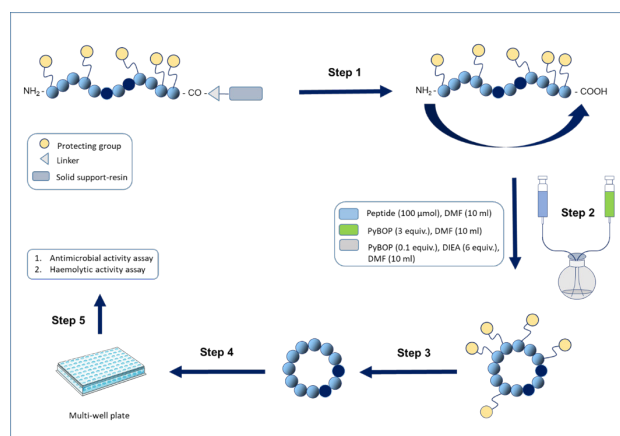 Step 1
NH2 -
- CO -
NH2 -
- COOH
Protecting group
Linker
Solid support-resin
Peptide (100 µmol), DMF (10 ml)
PyBOP (3 equiv.), DMF (10 ml)
PyBOP (0.1 equiv.), DIEA (6 equiv.),
DMF (10 ml)
Step 2
1. Antimicrobial activity assay
2. Haemolytic activity assay
Step 5
Step 4
Step 3
Multi-well plate